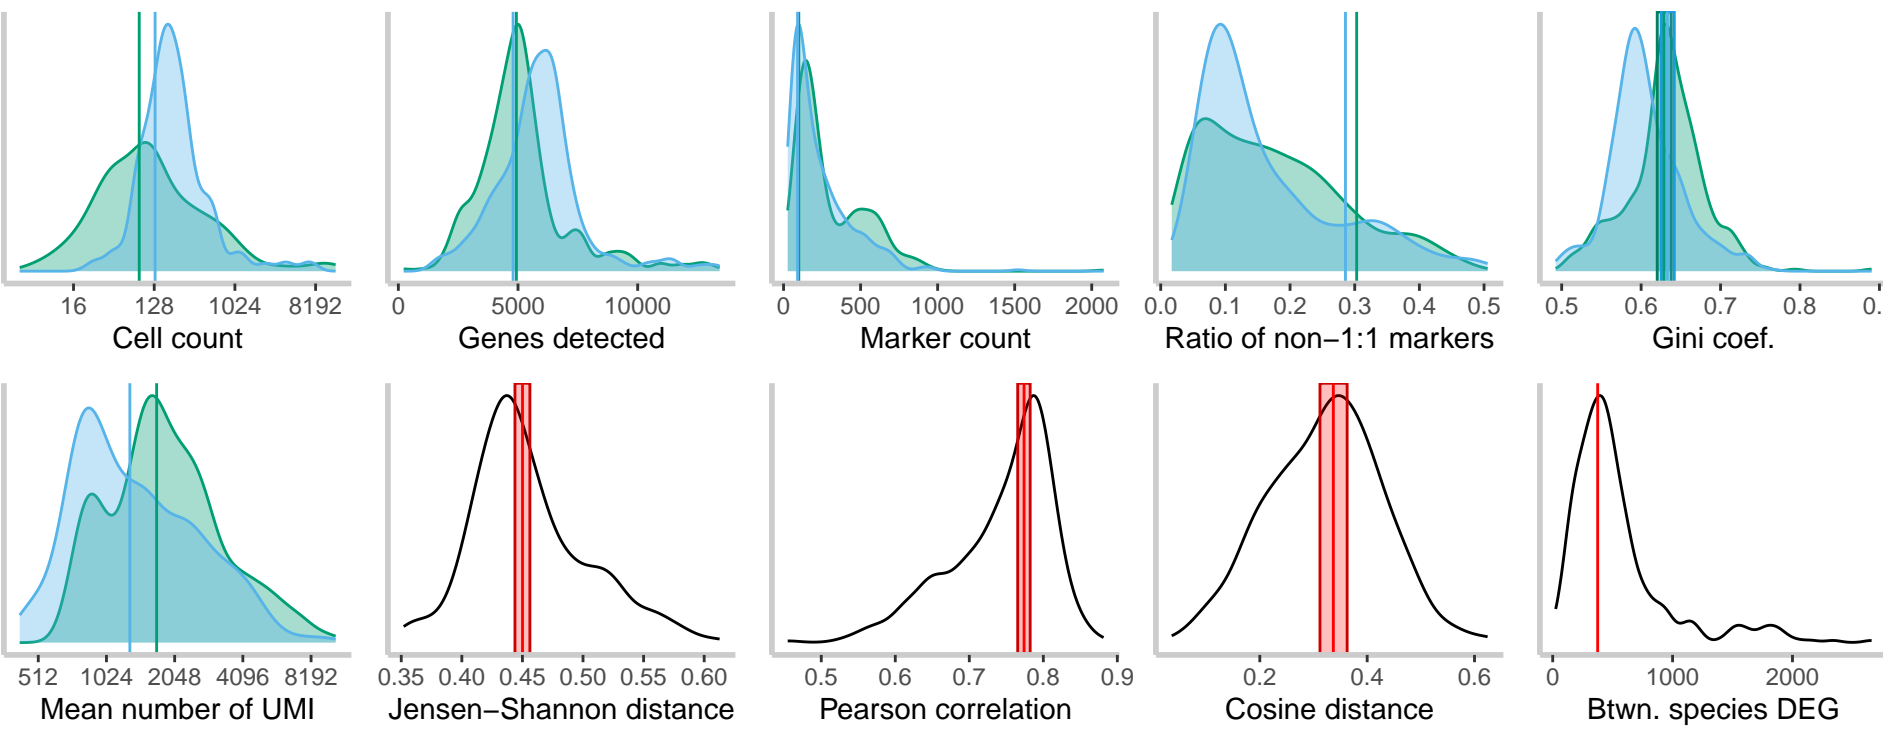 16 128 1024 8192
Cell count
0 5000 10000
Genes detected
0 500 1000 1500 2000
Marker count
0.0 0.1 0.2 0.3 0.4 0.5
Ratio of non−1:1 markers
0.5 0.6 0.7 0.8 0.
Gini coef.
512 1024 2048 4096 8192
Mean number of UMI
0.35 0.40 0.45 0.50 0.55 0.60
Jensen−Shannon distance
0.5 0.6 0.7 0.8 0.9
Pearson correlation
0.2 0.4 0.6
Cosine distance
0 1000 2000
Btwn. species DEG